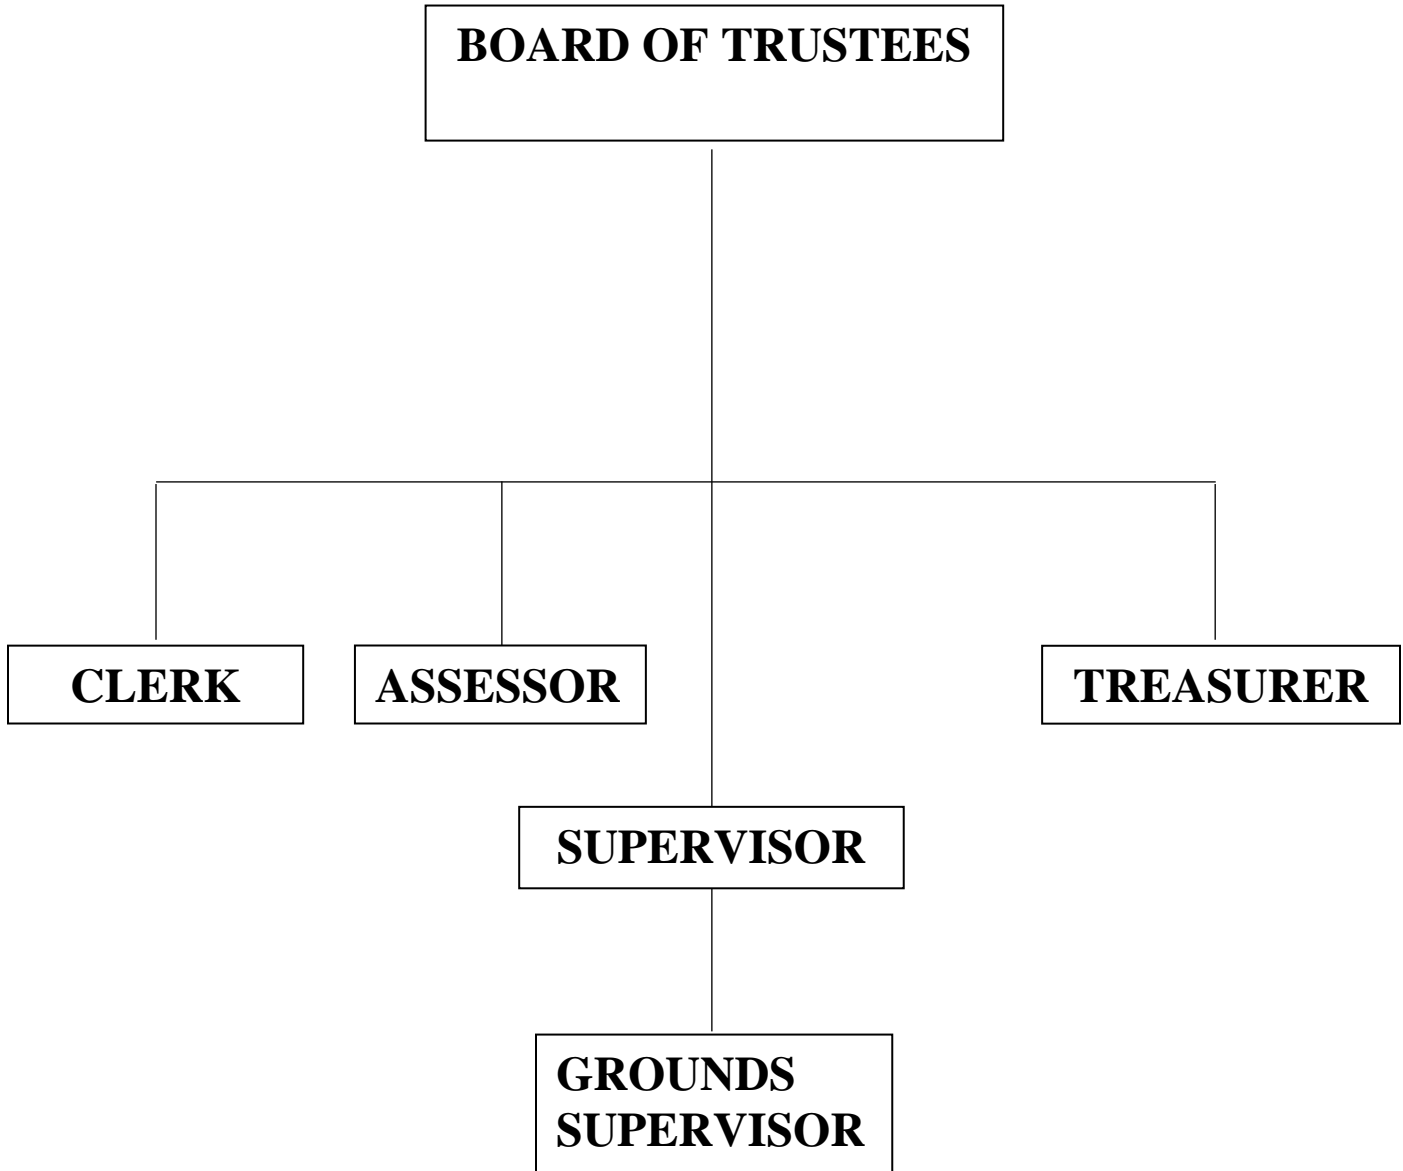 BOARD OF TRUSTEES
CLERK
ASSESSOR
TREASURER
SUPERVISOR
GROUNDS
SUPERVISOR